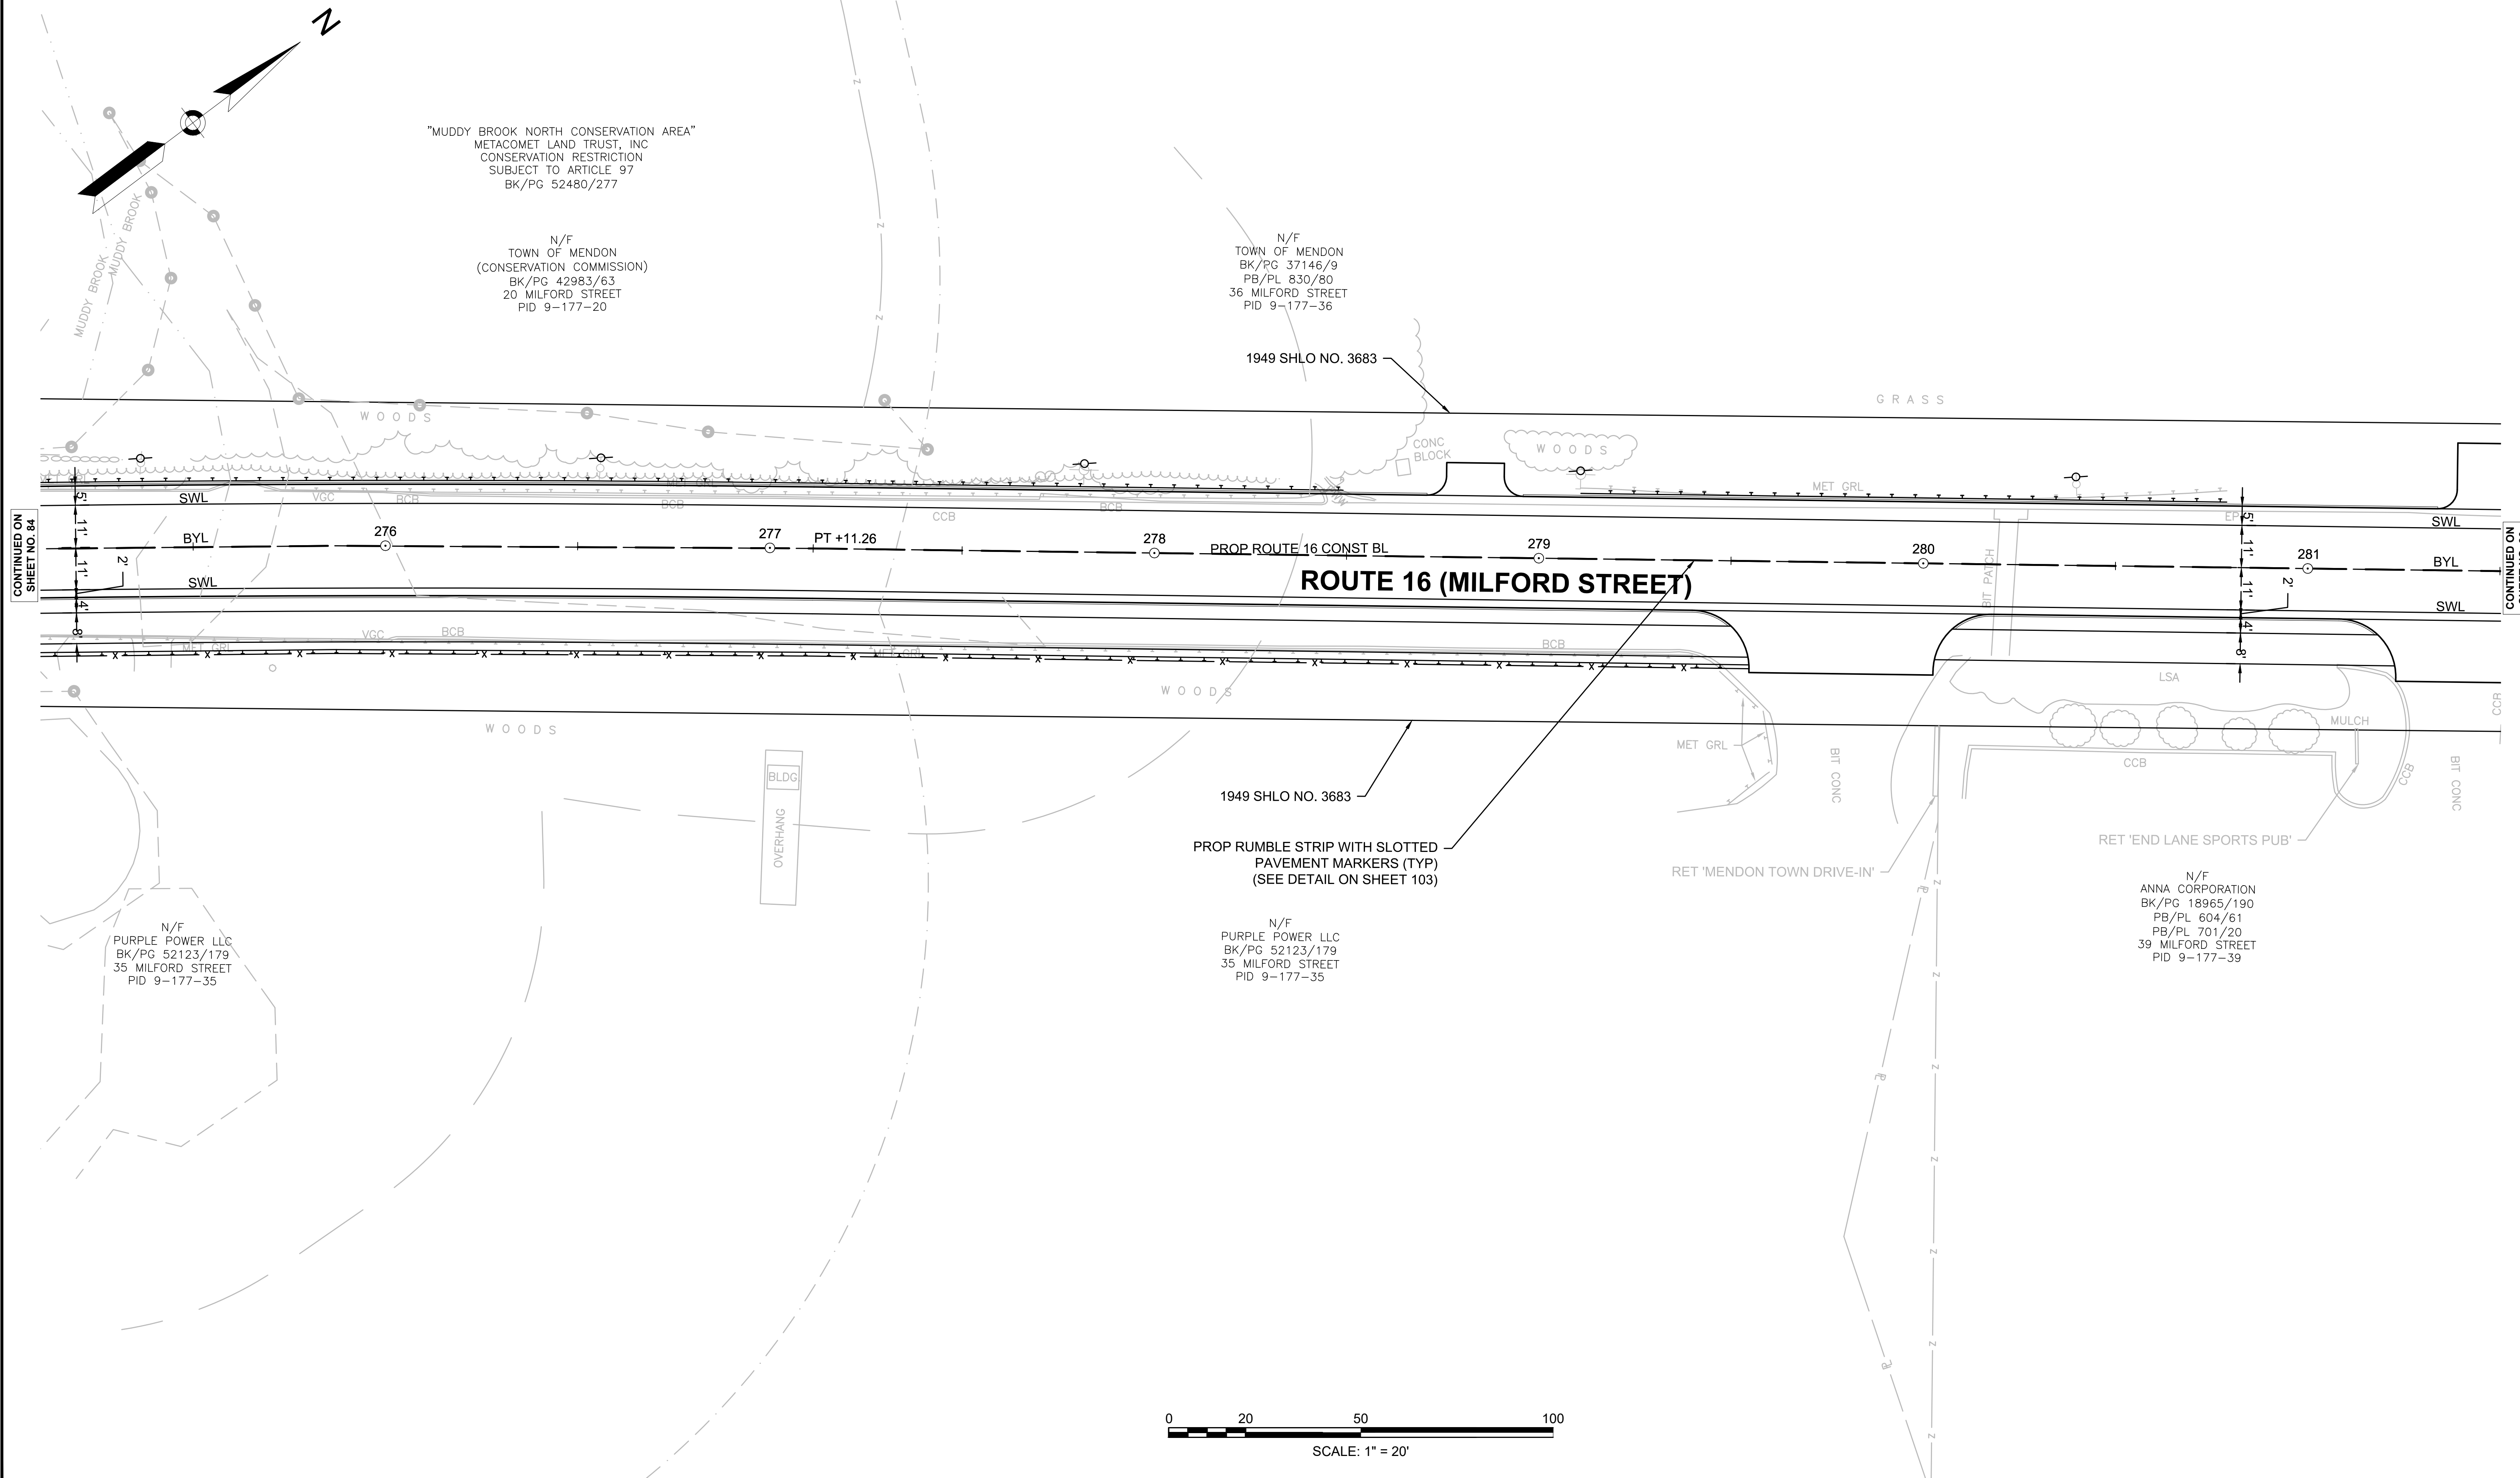 N
"MUDDY BROOK NORTH CONSERVATION AREA"
METACOMET LAND TRUST, INC
CONSERVATION RESTRICTION
SUBJECT TO ARTICLE 97
BK/PG 52480/277
N/F
TOWN OF MENDON
(CONSERVATION COMMISSION)
BK/PG 42983/63
20 MILFORD STREET
PID 9-177-20
N/F
TOWN OF MENDON
BK/PG 37146/9
PB/PL 830/80
36 MILFORD STREET
PID 9-177-36
MUDDY BROOK
MUDDY BROOK
1949 SHLO NO. 3683
GRASS
WOODS
CONC
BLOCK
WOODS
MET GRL
MET GRL
SWL
VGC
BCB
BCB
CCB
BCB
EP
SWL
5'
11'
11'
2'
4'
8'
CONTINUED ON
SHEET NO. 84
BYL
276
277
PT +11.26
278
PROP ROUTE 16 CONST BL
279
280
281
BYL
CONTINUED ON
ROUTE 16 (MILFORD STREET)
BIT PATCH
5'
11'
11'
2'
4'
8'
SWL
SWL
VGC
BCB
MET GRL
MET GRL
BCB
WOODS
WOODS
LSA
MULCH
CCB
MET GRL
BIT CONC
CCB
CCB
BIT CONC
BLDG
OVERHANG
1949 SHLO NO. 3683
PROP RUMBLE STRIP WITH SLOTTED
PAVEMENT MARKERS (TYP)
(SEE DETAIL ON SHEET 103)
RET 'MENDON TOWN DRIVE-IN'
RET 'END LANE SPORTS PUB'
N/F
PURPLE POWER LLC
BK/PG 52123/179
35 MILFORD STREET
PID 9-177-35
N/F
PURPLE POWER LLC
BK/PG 52123/179
35 MILFORD STREET
PID 9-177-35
N/F
ANNA CORPORATION
BK/PG 18965/190
PB/PL 604/61
PB/PL 701/20
39 MILFORD STREET
PID 9-177-39
0 20 50 100
SCALE: 1" = 20'